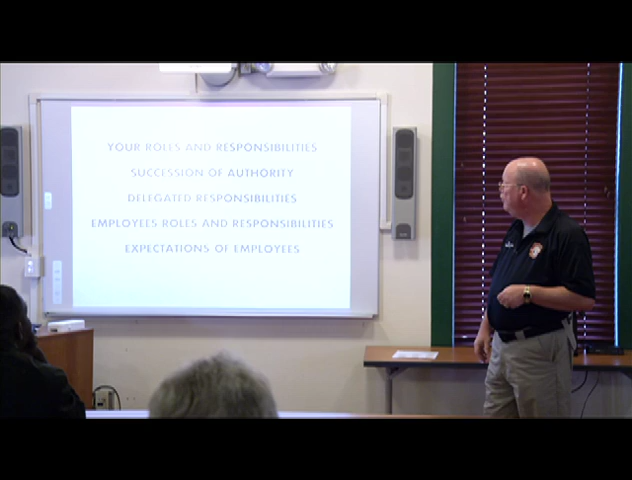 YOUR ROLES AND RESPONSIBILITIES
SUCCESSION OF AUTHORITY
DELEGATED RESPONSIBILITIES
EMPLOYEES ROLES AND RESPONSIBILITIES
EXPECTATIONS OF EMPLOYEES